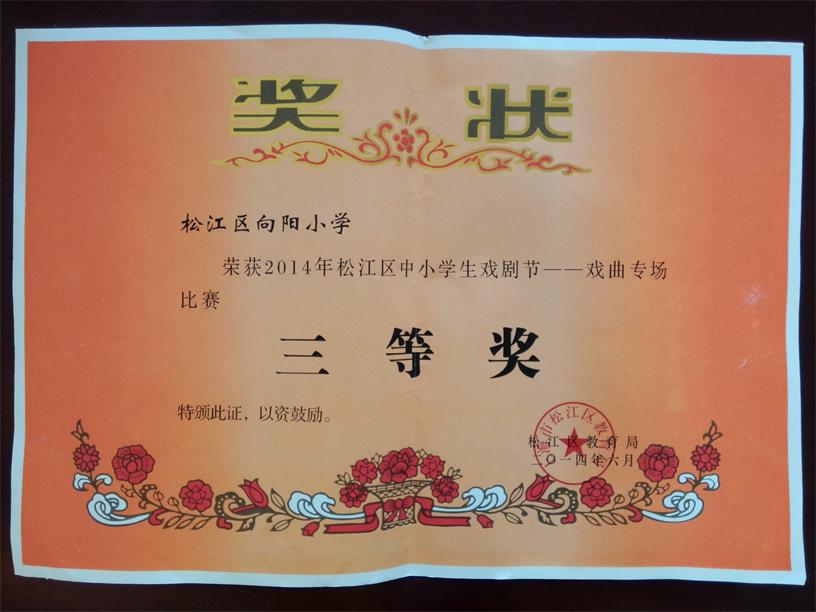 奖状
松江区向阳小学
荣获2014年松江区中小学生戏剧节——戏曲专场
比赛
三等奖
特颁此证，以资鼓励。
松江区教育局
二〇一四年六月